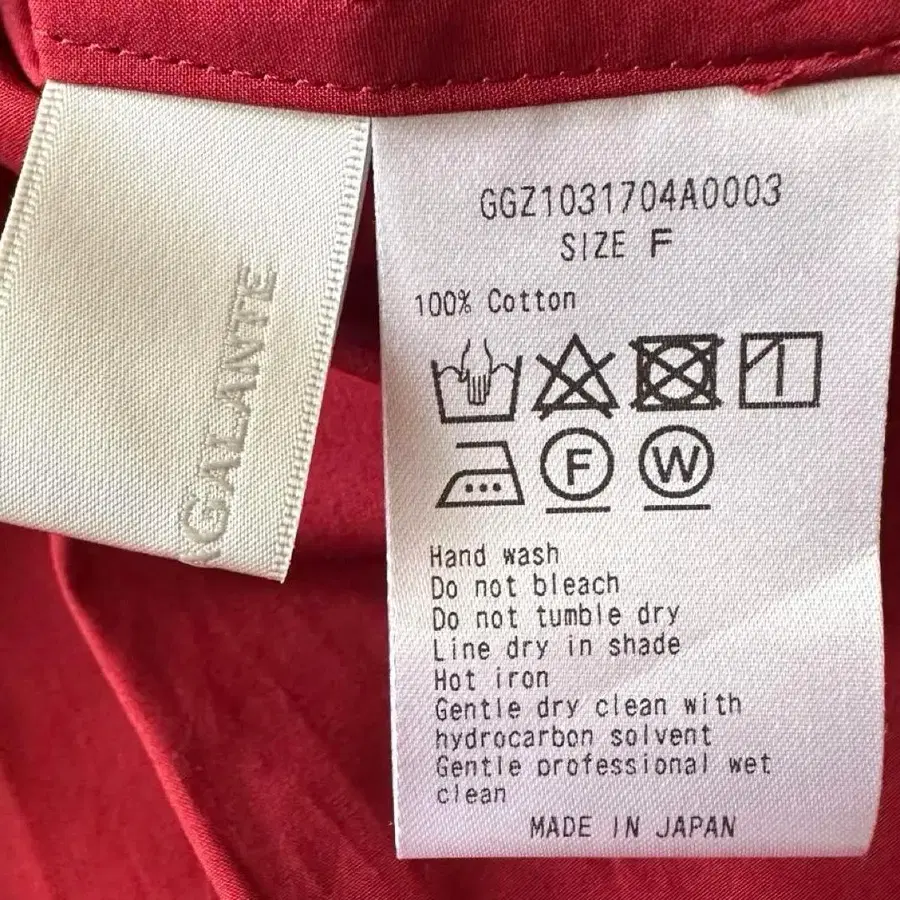 GALANTE
GGZ1031704A0003
SIZE F
100% Cotton
F W
Hand wash
Do not bleach
Do not tumble dry
Line dry in shade
Hot iron
Gentle dry clean with
hydrocarbon solvent
Gentle professional wet
clean
MADE IN JAPAN